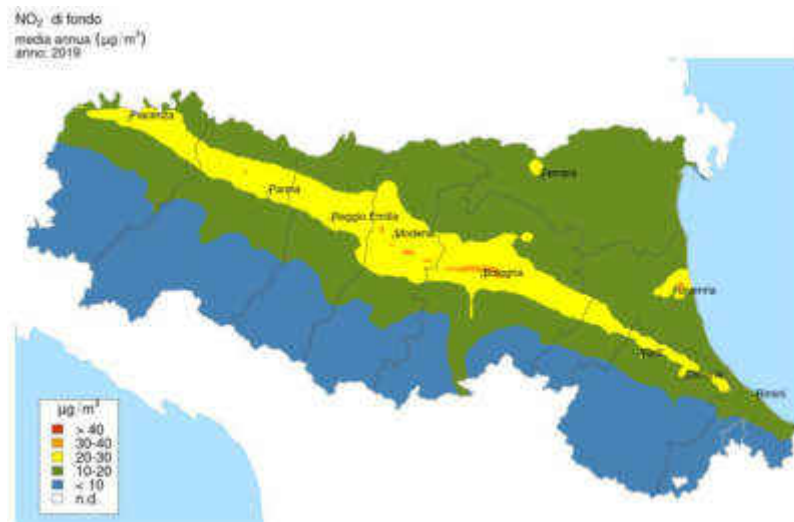 NO₂ di fondo
media annua (µg/m³)
anno: 2019
Piacenza
Parma
Reggio Emilia
Modena
Bologna
Ferrara
Ravenna
Forlì
Rimini
µg/m³
> 40
30-40
20-30
10-20
< 10
n.d.